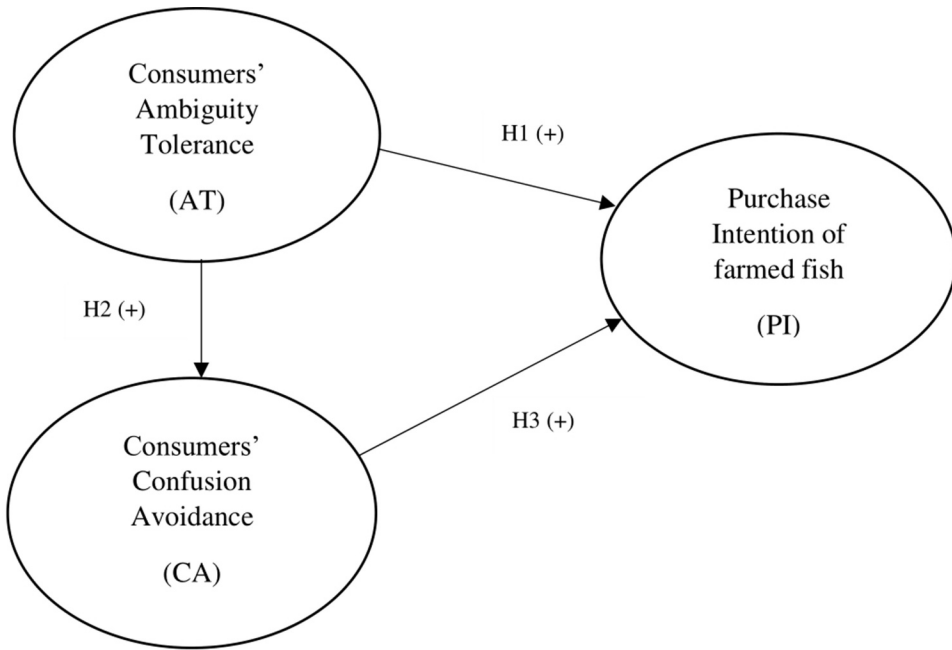 Consumers’
Ambiguity
Tolerance
(AT)
H1 (+)
Purchase
Intention of
farmed fish
(PI)
H2 (+)
H3 (+)
Consumers’
Confusion
Avoidance
(CA)